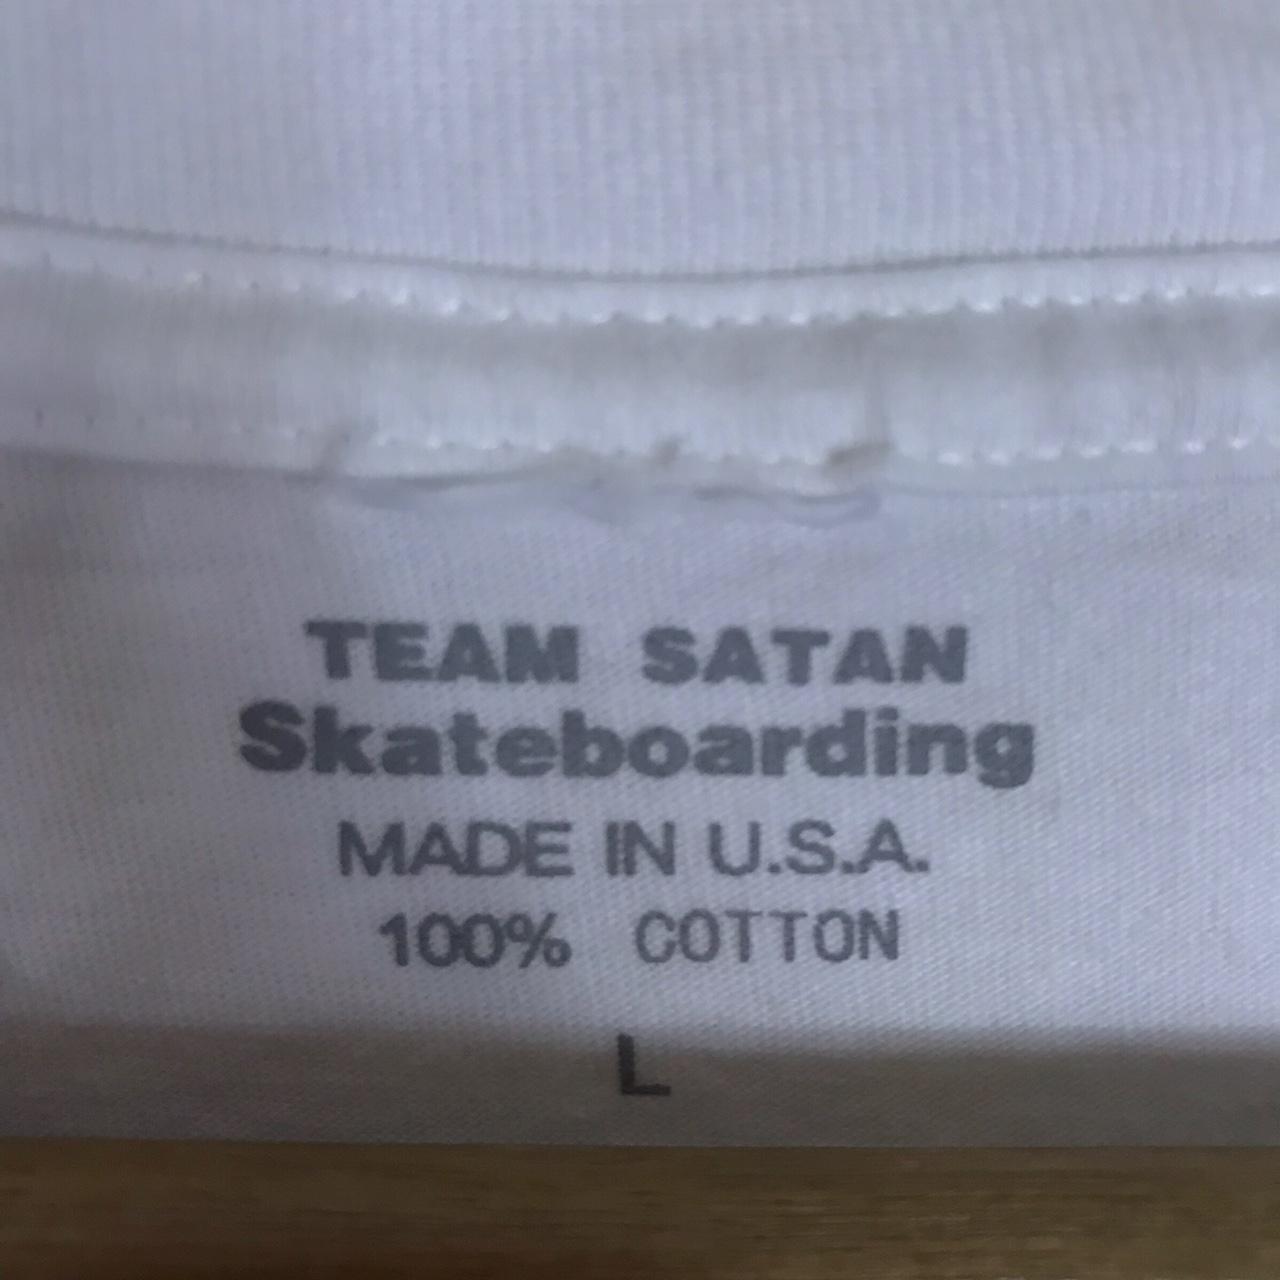 TEAM SATAN
Skateboarding
MADE IN U.S.A.
100% COTTON
L